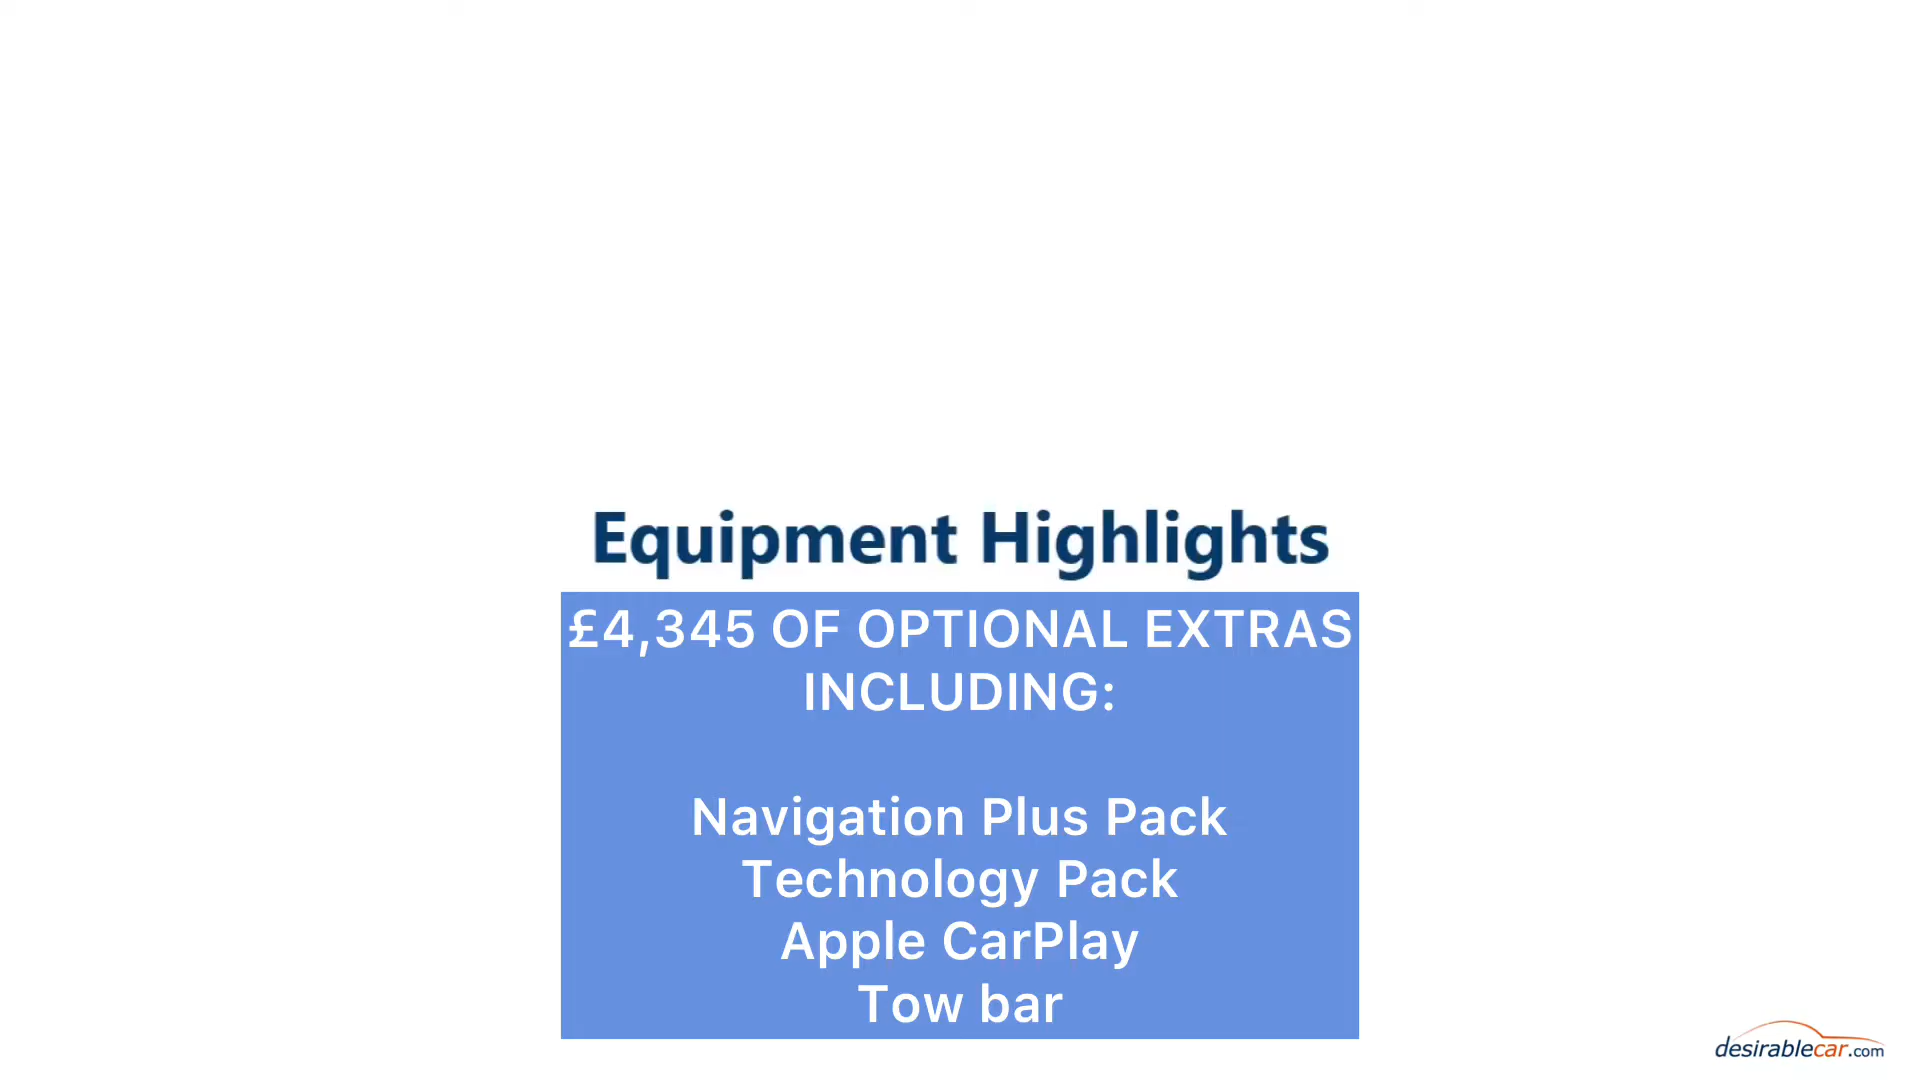 Equipment Highlights
£4,345 OF OPTIONAL EXTRAS
INCLUDING:
Navigation Plus Pack
Technology Pack
Apple CarPlay
Tow bar
desirablecar.com